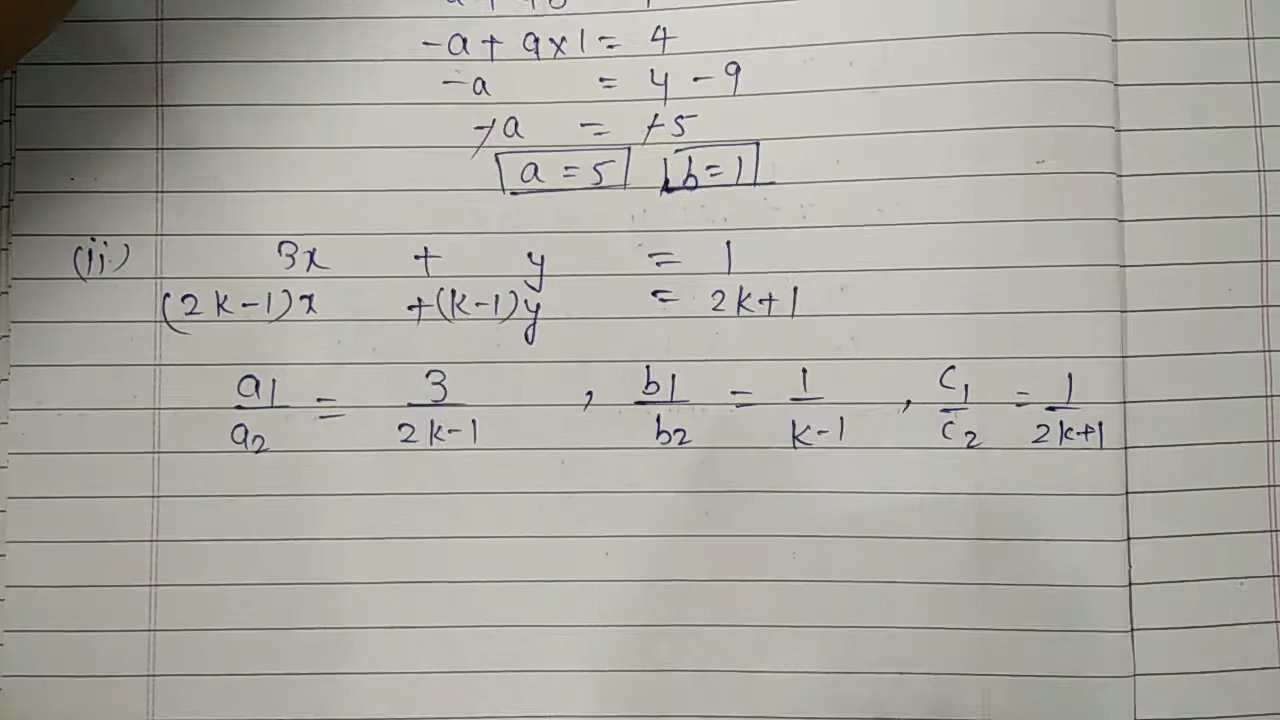 -a + 9x1 = 4
-a = 4 - 9
-a = -5
a = 5 b = 1
(ii) 3x + y = 1
(2k-1)x + (k-1)y = 2k+1
a1/a2 = 3/2k-1 , b1/b2 = 1/k-1 , c1/c2 = 1/2k+1